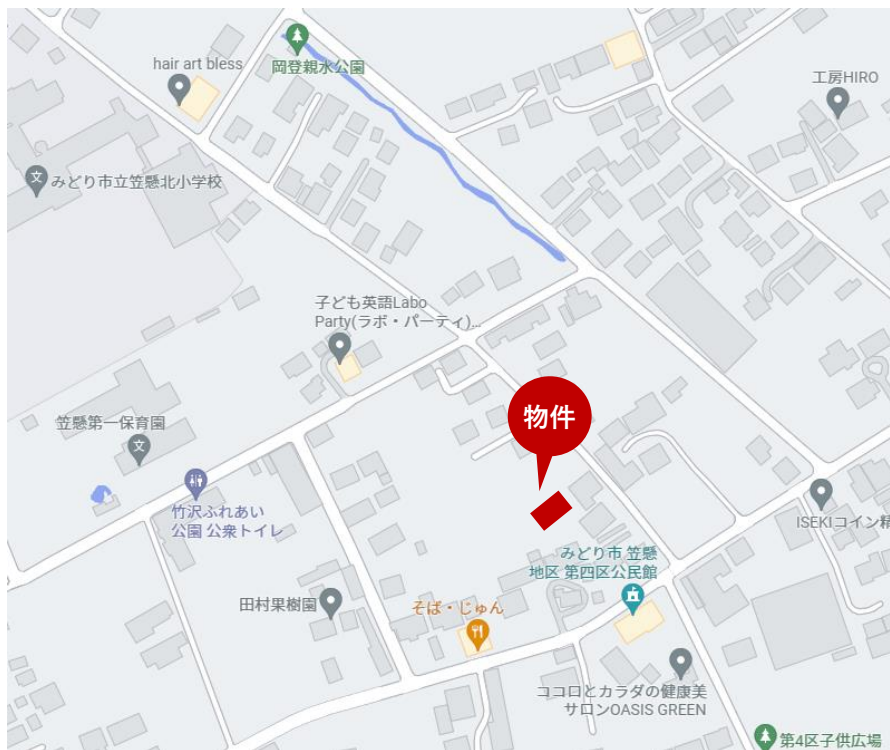 hair art bless
岡登親水公園
工房HIRO
みどり市立笠懸北小学校
文
子ども英語Labo
Party(ラボ・パーティ)...
物件
笠懸第一保育園
文
竹沢ふれあい
公園 公衆トイレ
ISEKIコイン精
みどり市 笠懸
地区 第四区公民館
田村果樹園
そば・じゅん
ココロとカラダの健康美
サロンOASIS GREEN
第4区子供広場